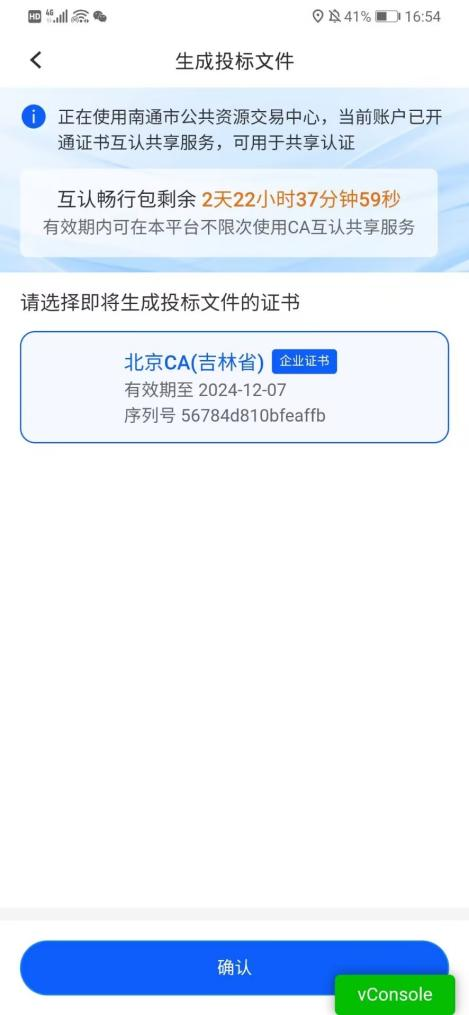 HD 4G 41% 16:54
生成投标文件
正在使用南通市公共资源交易中心，当前账户已开
通证书互认共享服务，可用于共享认证
互认畅行包剩余 2天22小时37分钟59秒
有效期内可在本平台不限次使用CA互认共享服务
请选择即将生成投标文件的证书
北京CA(吉林省) 企业证书
有效期至 2024-12-07
序列号 56784d810bfeaffb
确认
vConsole